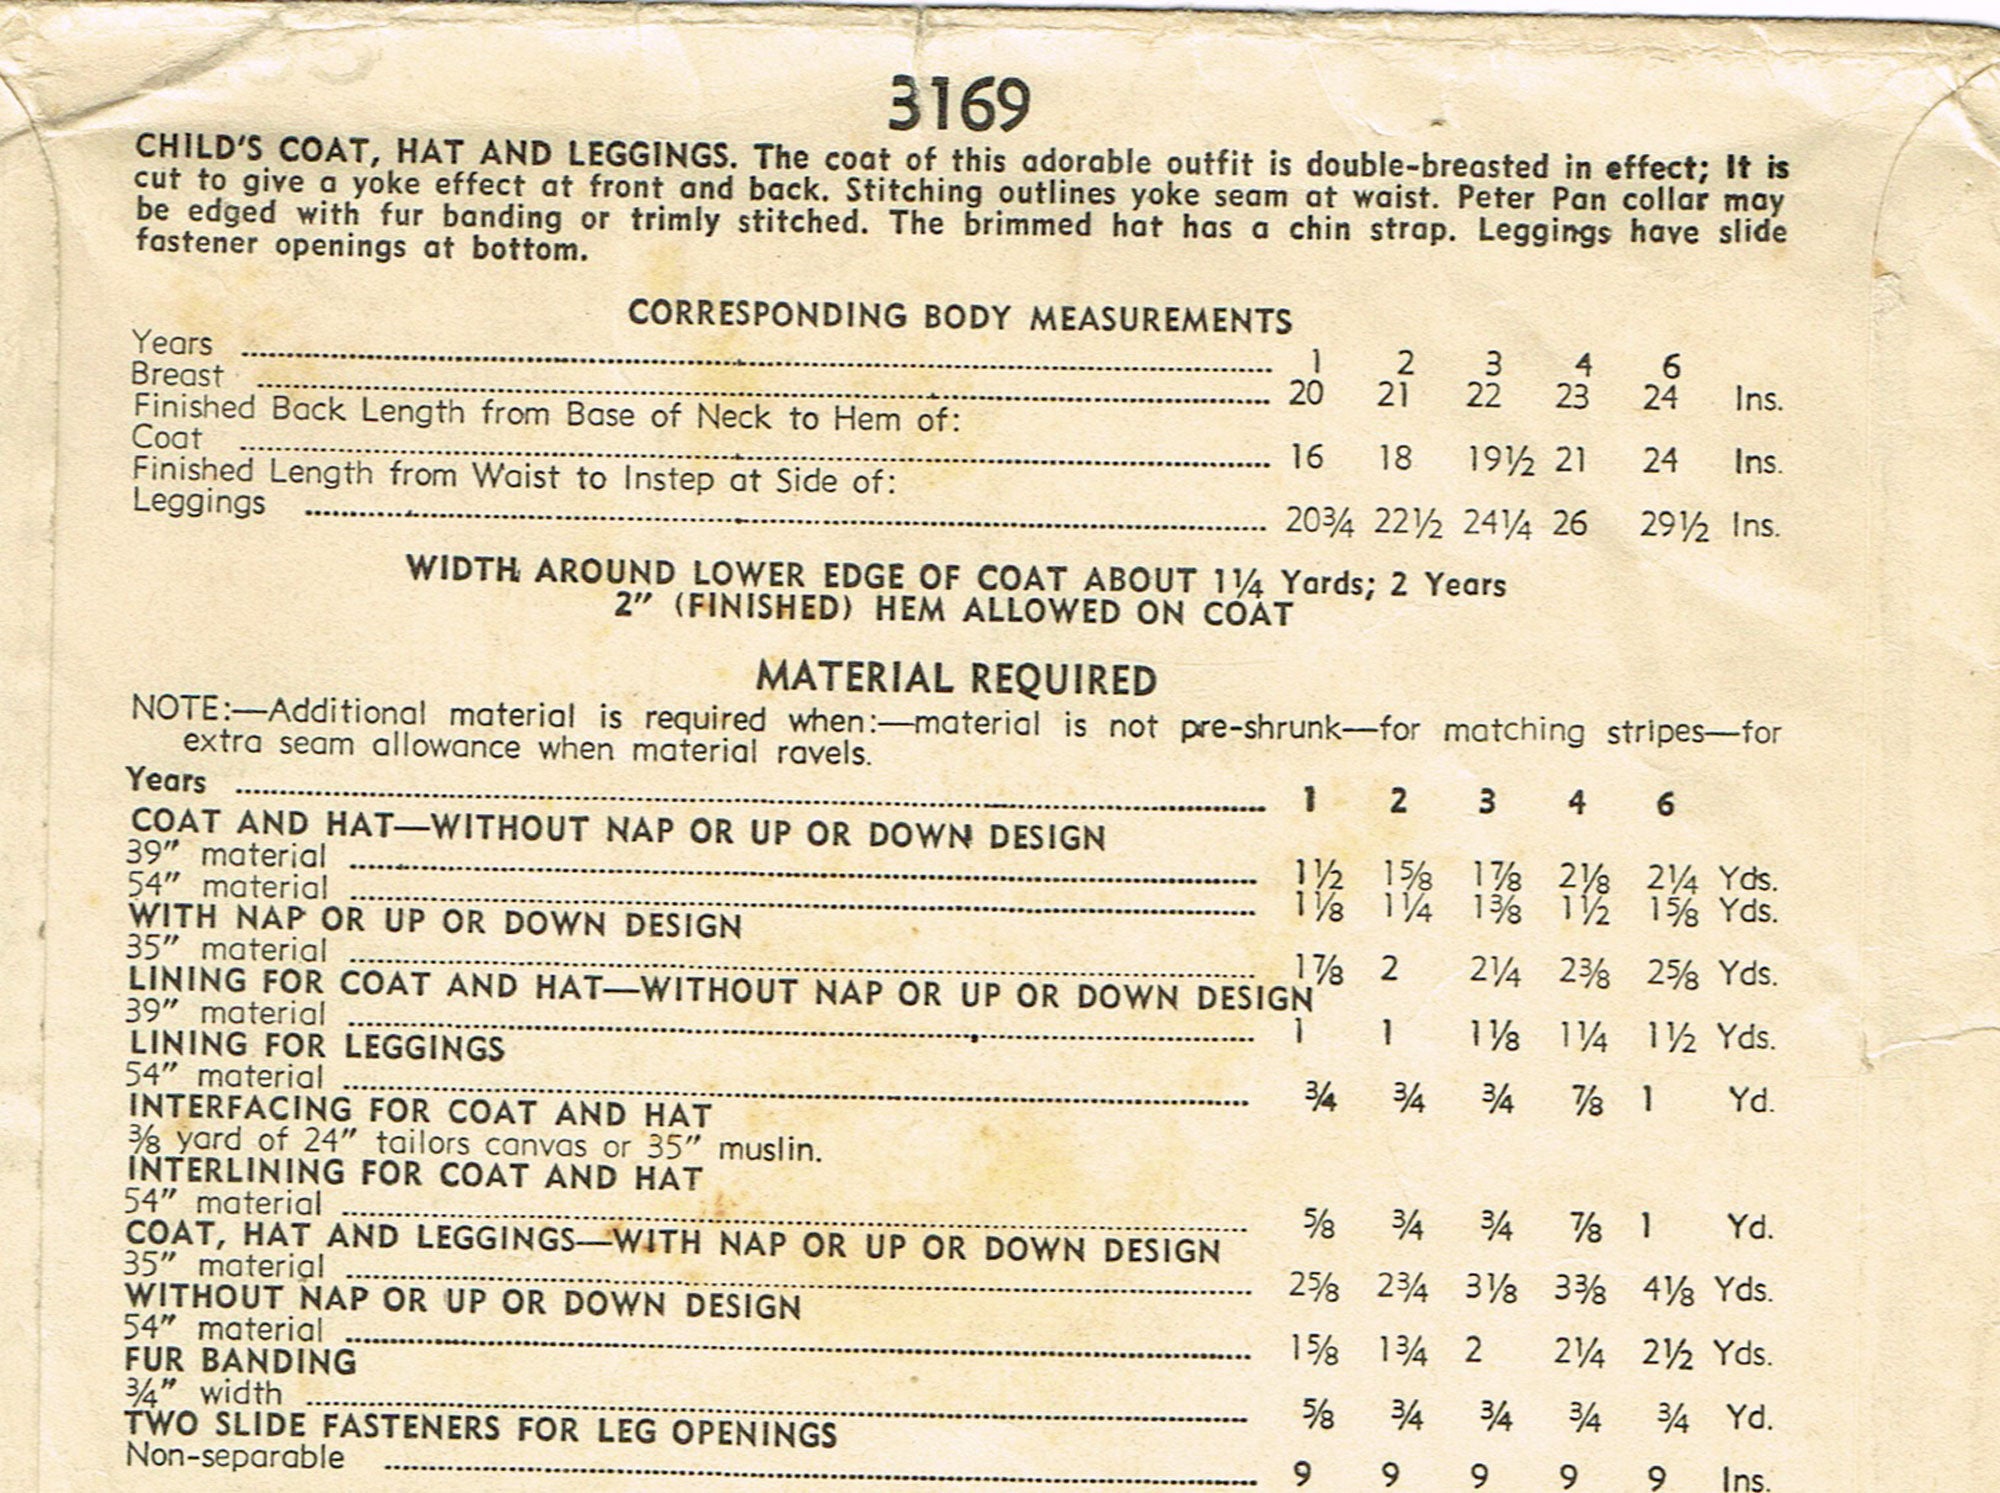 3169
CHILD'S COAT, HAT AND LEGGINGS. The coat of this adorable outfit is double-breasted in effect; It is
cut to give a yoke effect at front and back. Stitching outlines yoke seam at waist. Peter Pan collar may
be edged with fur banding or trimly stitched. The brimmed hat has a chin strap. Leggings have slide
fastener openings at bottom.
CORRESPONDING BODY MEASUREMENTS
Years 1 2 3 4 6
Breast 20 21 22 23 24 Ins.
Finished Back Length from Base of Neck to Hem of:
Coat 16 18 19½ 21 24 Ins.
Finished Length from Waist to Instep at Side of:
Leggings 20¾ 22½ 24¼ 26 29½ Ins.
WIDTH AROUND LOWER EDGE OF COAT ABOUT 1¼ Yards; 2 Years
2" (FINISHED) HEM ALLOWED ON COAT
MATERIAL REQUIRED
NOTE:—Additional material is required when:—material is not pre-shrunk—for matching stripes—for
extra seam allowance when material ravels.
Years 1 2 3 4 6
COAT AND HAT—WITHOUT NAP OR UP OR DOWN DESIGN
39" material 1½ 1⅝ 1⅞ 2⅛ 2¼ Yds.
54" material 1⅛ 1¼ 1⅜ 1½ 1⅝ Yds.
WITH NAP OR UP OR DOWN DESIGN
35" material 1⅞ 2 2¼ 2⅜ 2⅝ Yds.
LINING FOR COAT AND HAT—WITHOUT NAP OR UP OR DOWN DESIGN
39" material 1 1 1⅛ 1¼ 1½ Yds.
LINING FOR LEGGINGS
54" material ¾ ¾ ¾ ⅞ 1 Yd.
INTERFACING FOR COAT AND HAT
⅜ yard of 24" tailors canvas or 35" muslin.
INTERLINING FOR COAT AND HAT
54" material ⅝ ¾ ¾ ⅞ 1 Yd.
COAT, HAT AND LEGGINGS—WITH NAP OR UP OR DOWN DESIGN
35" material 2⅝ 2¾ 3⅛ 3⅜ 4⅛ Yds.
WITHOUT NAP OR UP OR DOWN DESIGN
54" material 1⅝ 1¾ 2 2¼ 2½ Yds.
FUR BANDING
¾" width ⅝ ¾ ¾ ¾ ¾ Yd.
TWO SLIDE FASTENERS FOR LEG OPENINGS
Non-separable 9 9 9 9 9 Ins.